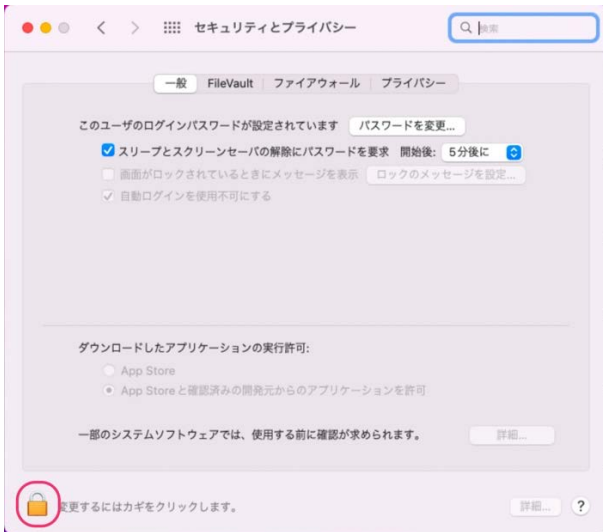 セキュリティとプライバシー
検索
一般 FileVault ファイアウォール プライバシー
このユーザのログインパスワードが設定されています パスワードを変更...
スリープとスクリーンセーバの解除にパスワードを要求 開始後: 5分後に
画面がロックされているときにメッセージを表示 ロックのメッセージを設定...
自動ログインを使用不可にする
ダウンロードしたアプリケーションの実行許可:
App Store
App Storeと確認済みの開発元からのアプリケーションを許可
一部のシステムソフトウェアでは、使用する前に確認が求められます。 詳細...
変更するにはカギをクリックします。 詳細... ?